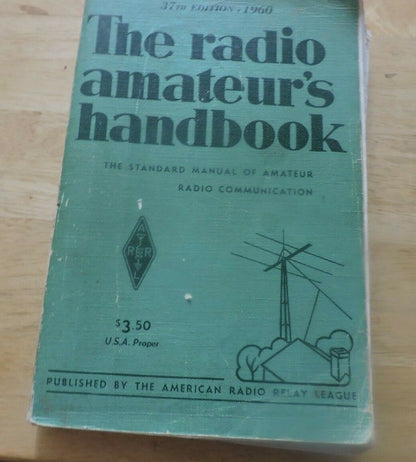 37TH EDITION · 1960
The radio
amateur's
handbook
THE STANDARD MANUAL OF AMATEUR
RADIO COMMUNICATION
A
R R
L
$3.50
U.S.A. Proper
PUBLISHED BY THE AMERICAN RADIO RELAY LEAGUE